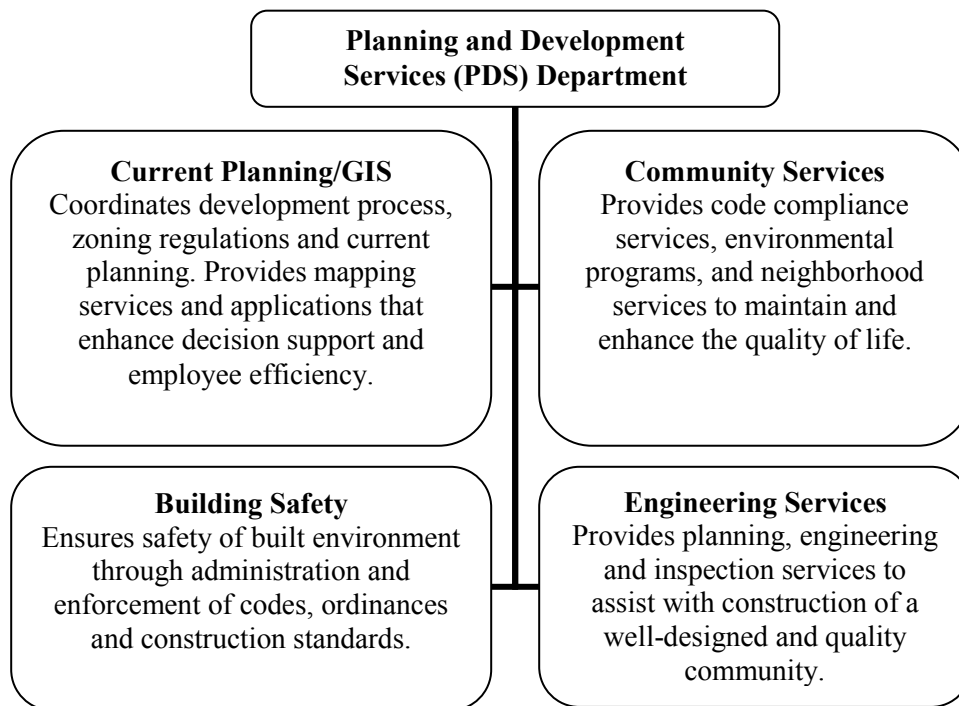 Planning and Development
Services (PDS) Department
Current Planning/GIS
Coordinates development process,
zoning regulations and current
planning. Provides mapping
services and applications that
enhance decision support and
employee efficiency.
Community Services
Provides code compliance
services, environmental
programs, and neighborhood
services to maintain and
enhance the quality of life.
Building Safety
Ensures safety of built environment
through administration and
enforcement of codes, ordinances
and construction standards.
Engineering Services
Provides planning, engineering
and inspection services to
assist with construction of a
well-designed and quality
community.